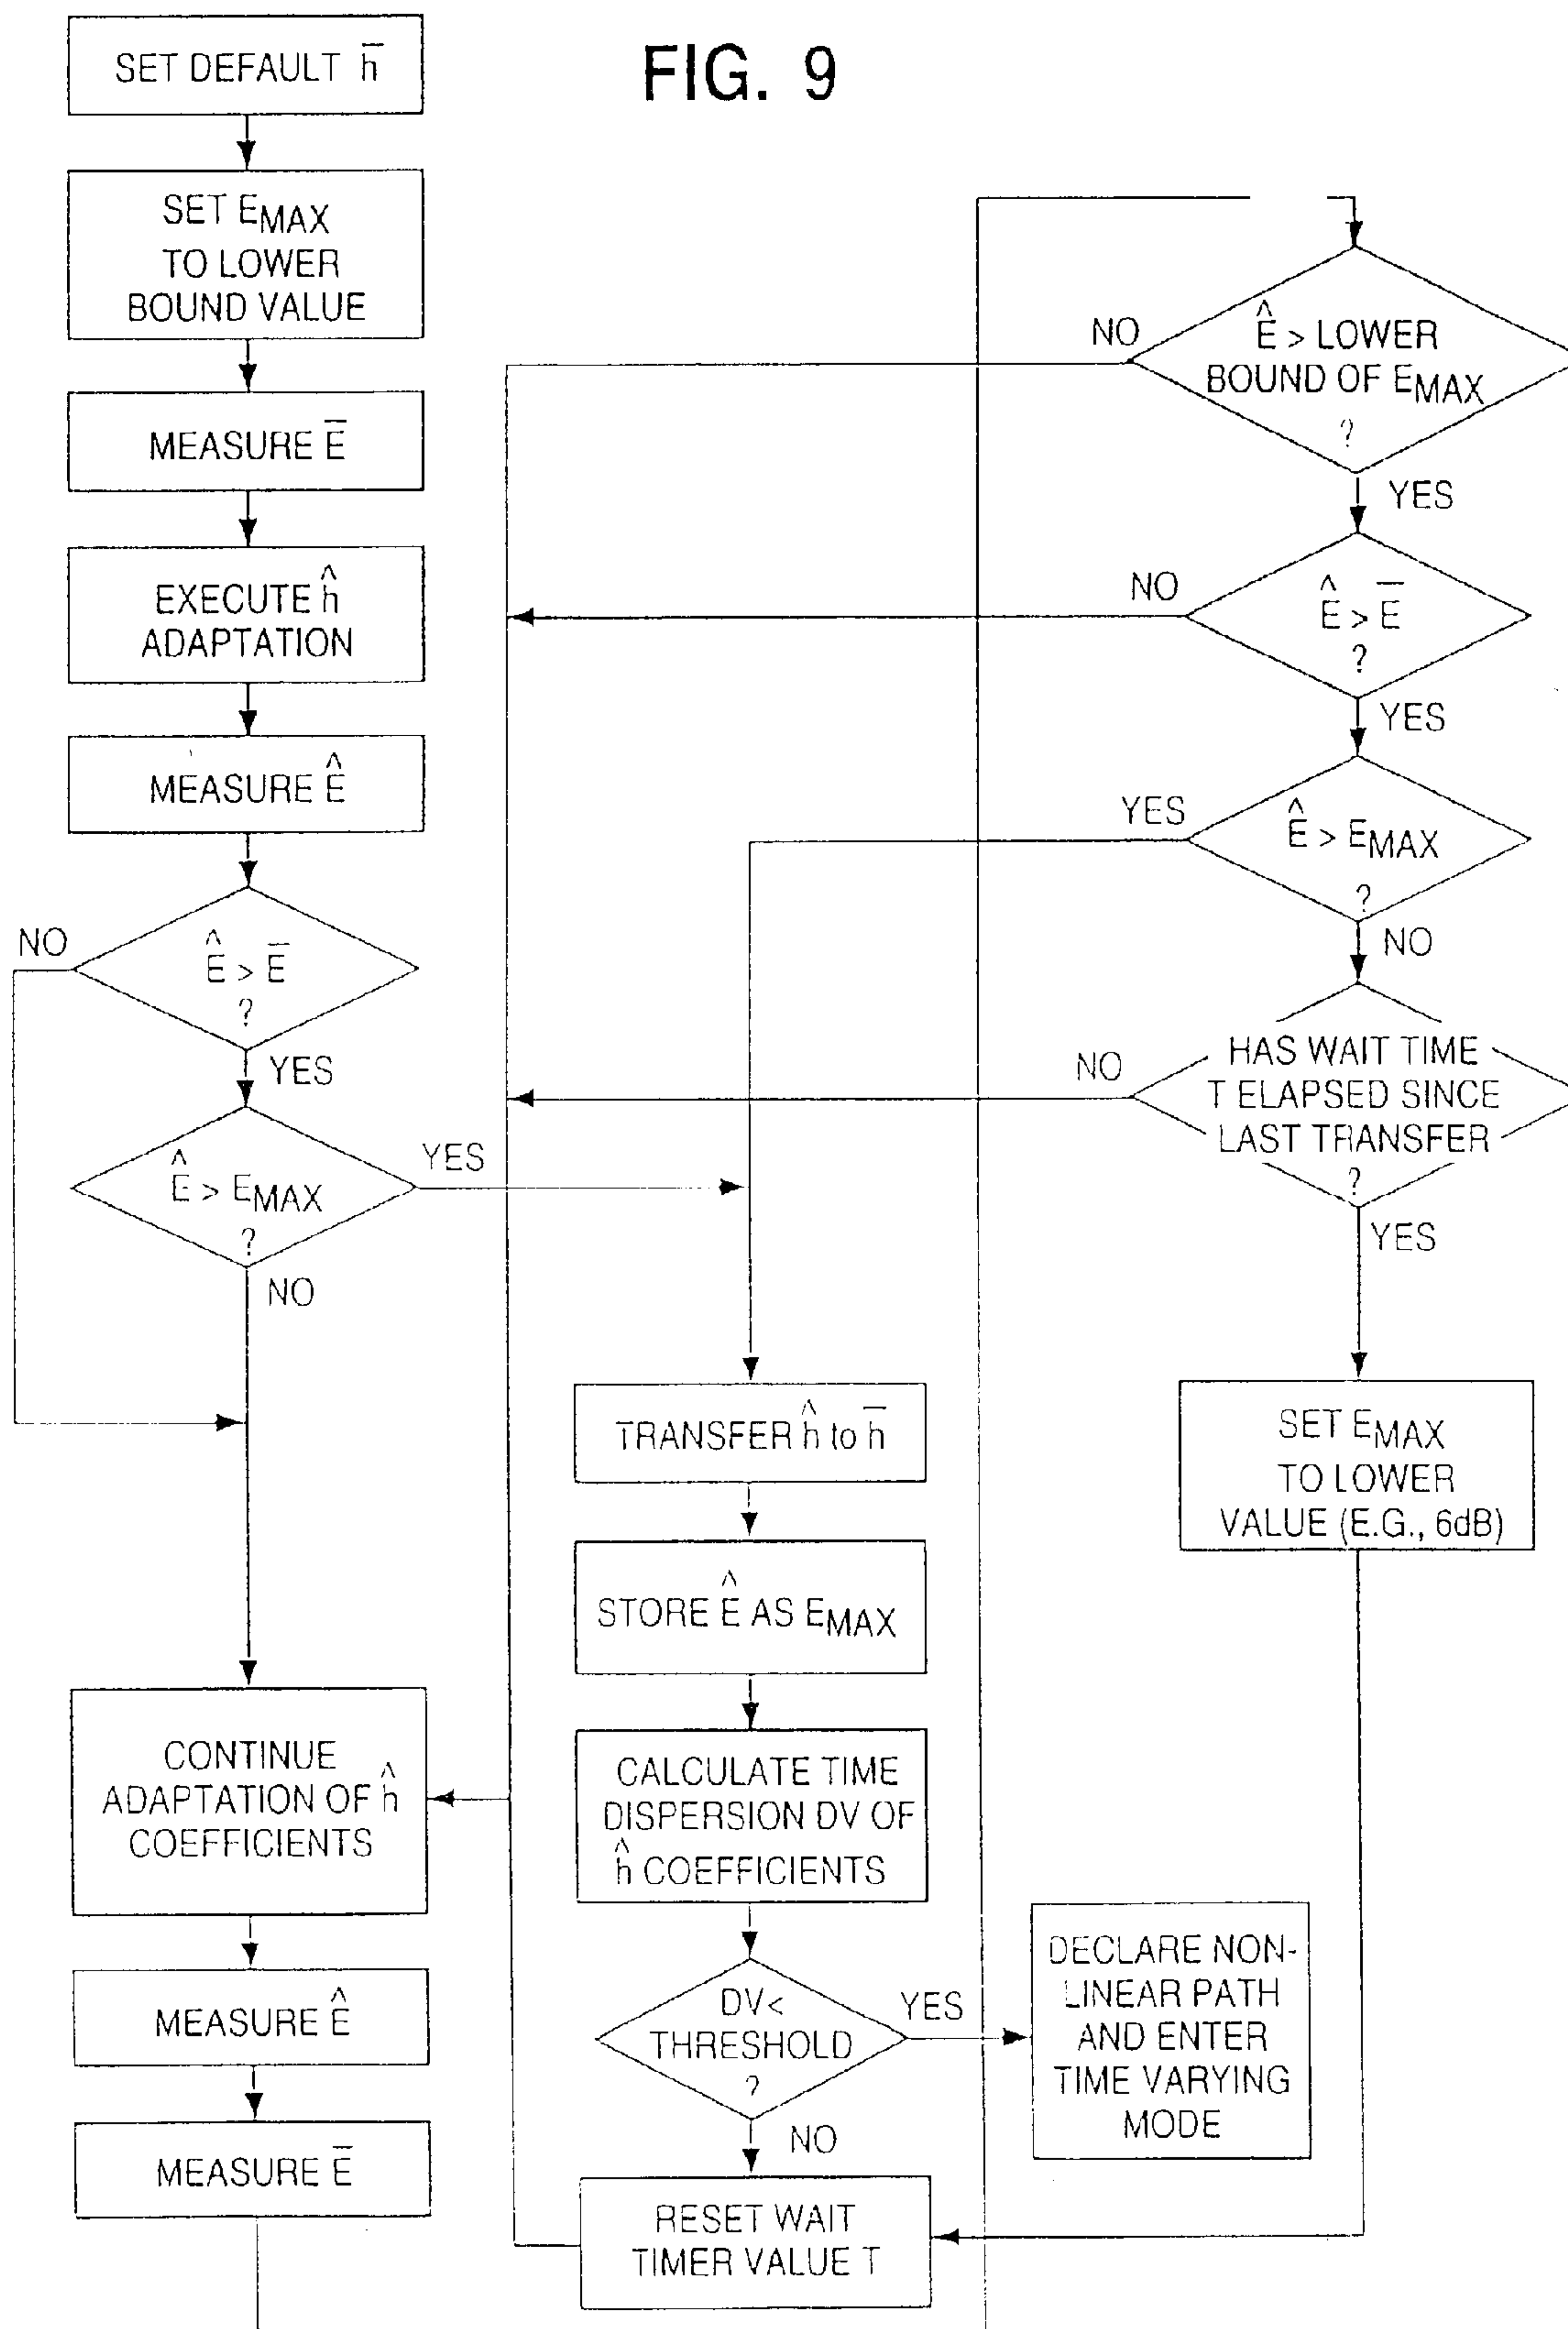 FIG. 9
SET DEFAULT h̅
SET EMAX
TO LOWER
BOUND VALUE
MEASURE E̅
EXECUTE ĥ
ADAPTATION
MEASURE Ê
Ê > E̅
?
NO
YES
Ê > EMAX
?
YES
NO
CONTINUE
ADAPTATION OF ĥ
COEFFICIENTS
MEASURE Ê
MEASURE E̅
TRANSFER ĥ to h̅
STORE Ê AS EMAX
CALCULATE TIME
DISPERSION DV OF
ĥ COEFFICIENTS
DV<
THRESHOLD
?
YES
NO
DECLARE NON-
LINEAR PATH
AND ENTER
TIME VARYING
MODE
RESET WAIT
TIMER VALUE T
Ê > LOWER
BOUND OF EMAX
?
NO
YES
Ê > E̅
?
NO
YES
Ê > EMAX
?
YES
NO
HAS WAIT TIME
T ELAPSED SINCE
LAST TRANSFER
?
NO
YES
SET EMAX
TO LOWER
VALUE (E.G., 6dB)